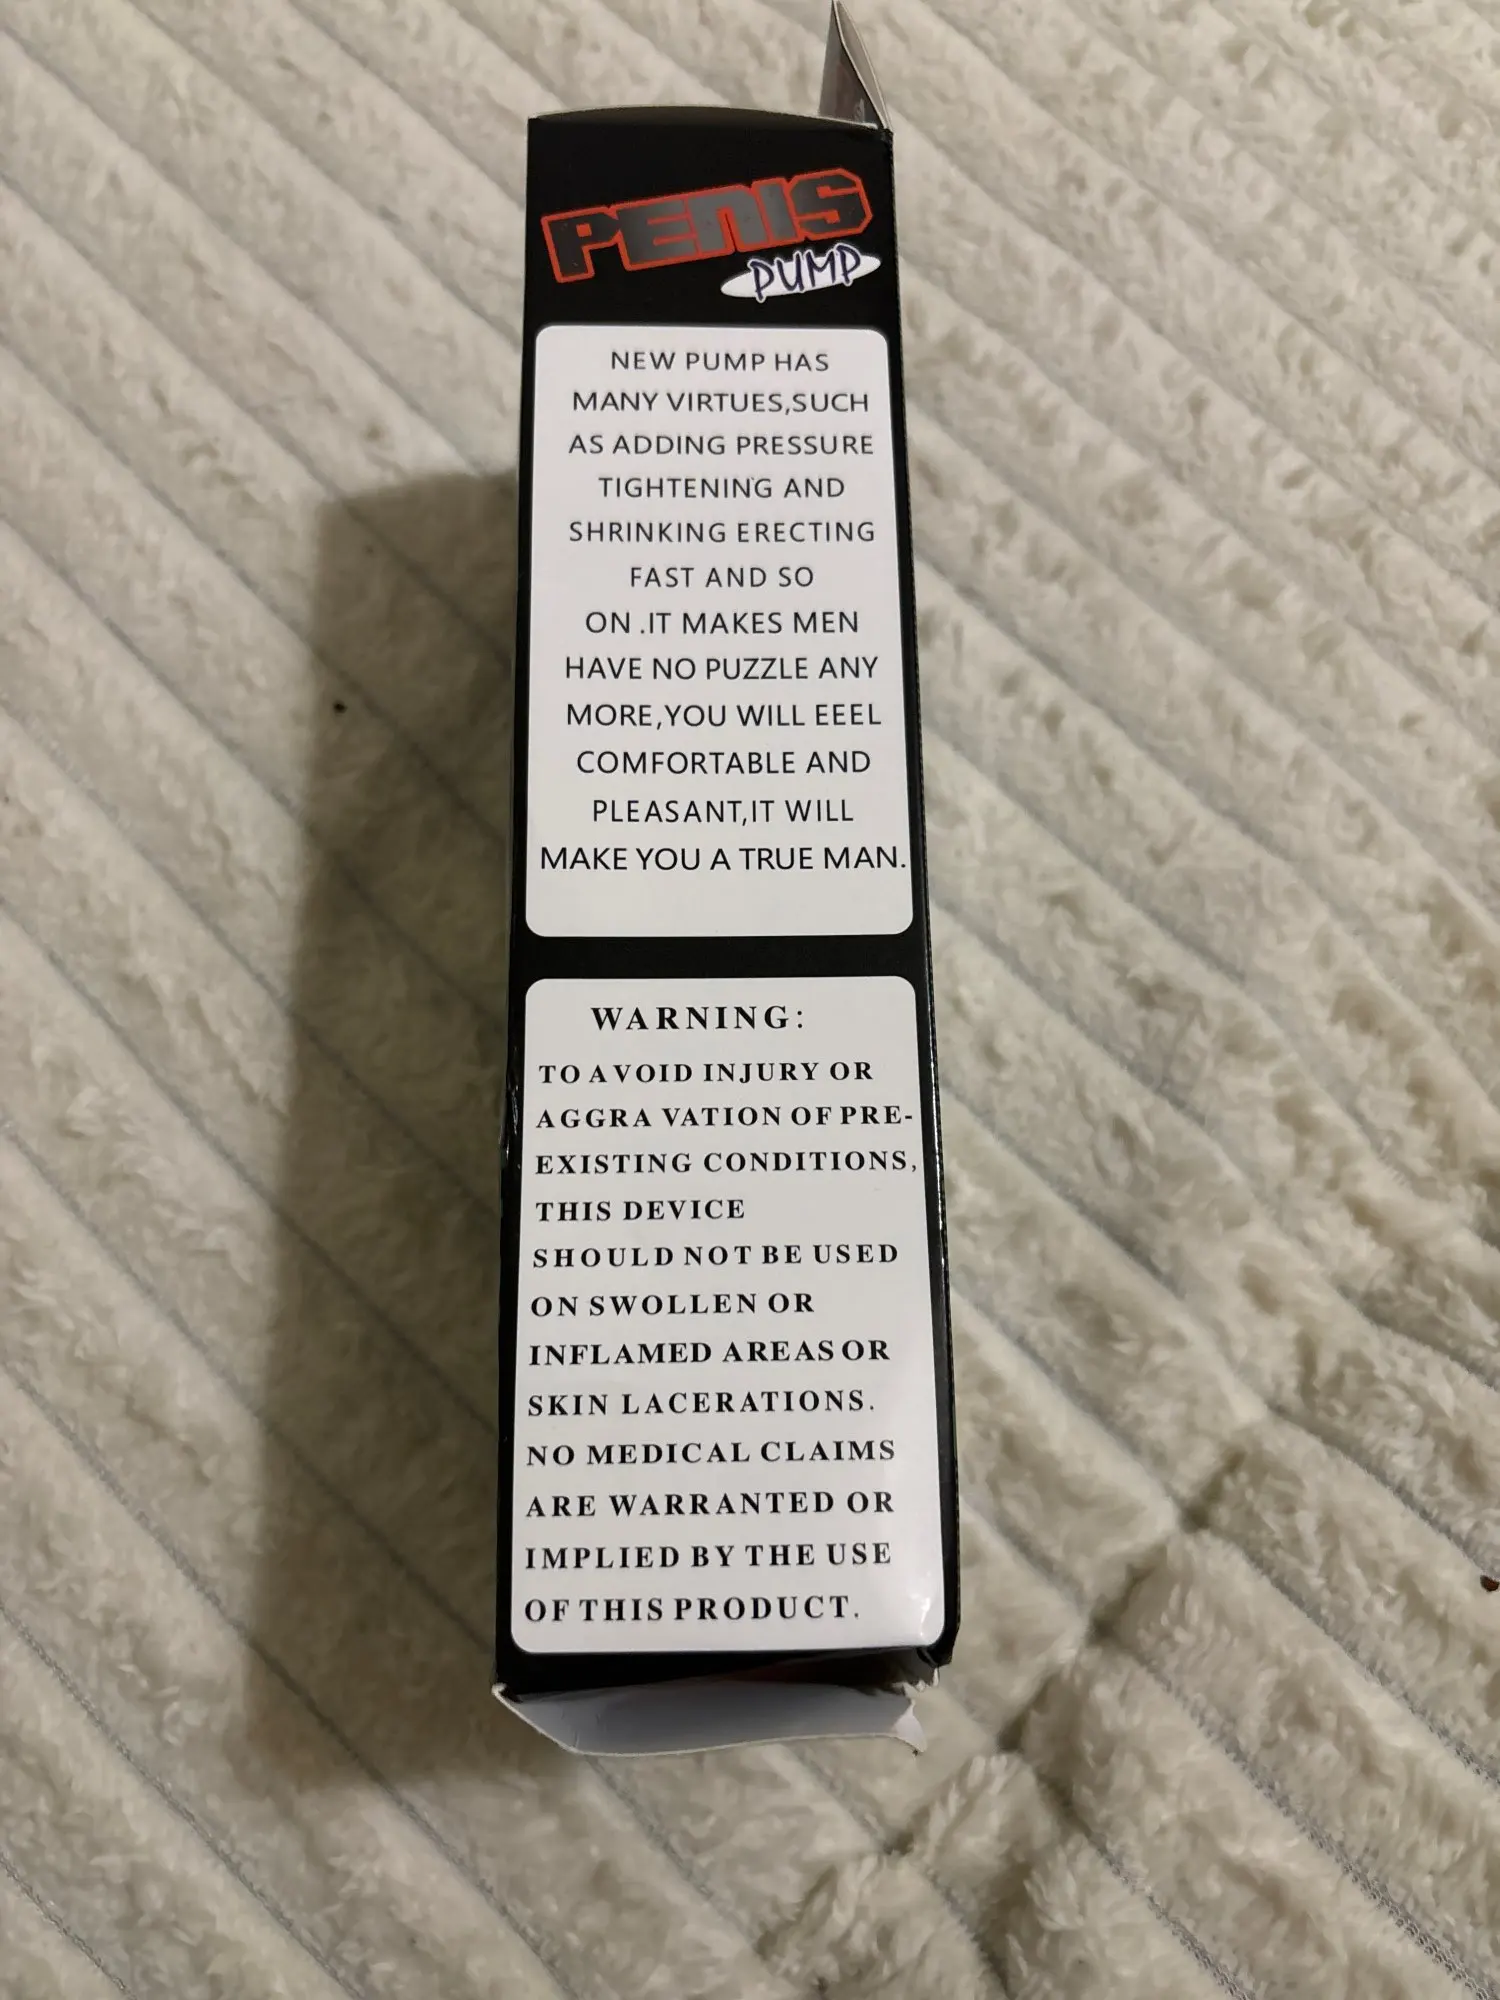 PENIS
PUMP
NEW PUMP HAS
MANY VIRTUES,SUCH
AS ADDING PRESSURE
TIGHTENING AND
SHRINKING ERECTING
FAST AND SO
ON .IT MAKES MEN
HAVE NO PUZZLE ANY
MORE,YOU WILL EEEL
COMFORTABLE AND
PLEASANT,IT WILL
MAKE YOU A TRUE MAN.
WARNING:
TO AVOID INJURY OR
AGGRA VATION OF PRE-
EXISTING CONDITIONS,
THIS DEVICE
SHOULD NOT BE USED
ON SWOLLEN OR
INFLAMED AREAS OR
SKIN LACERATIONS.
NO MEDICAL CLAIMS
ARE WARRANTED OR
IMPLIED BY THE USE
OF THIS PRODUCT.